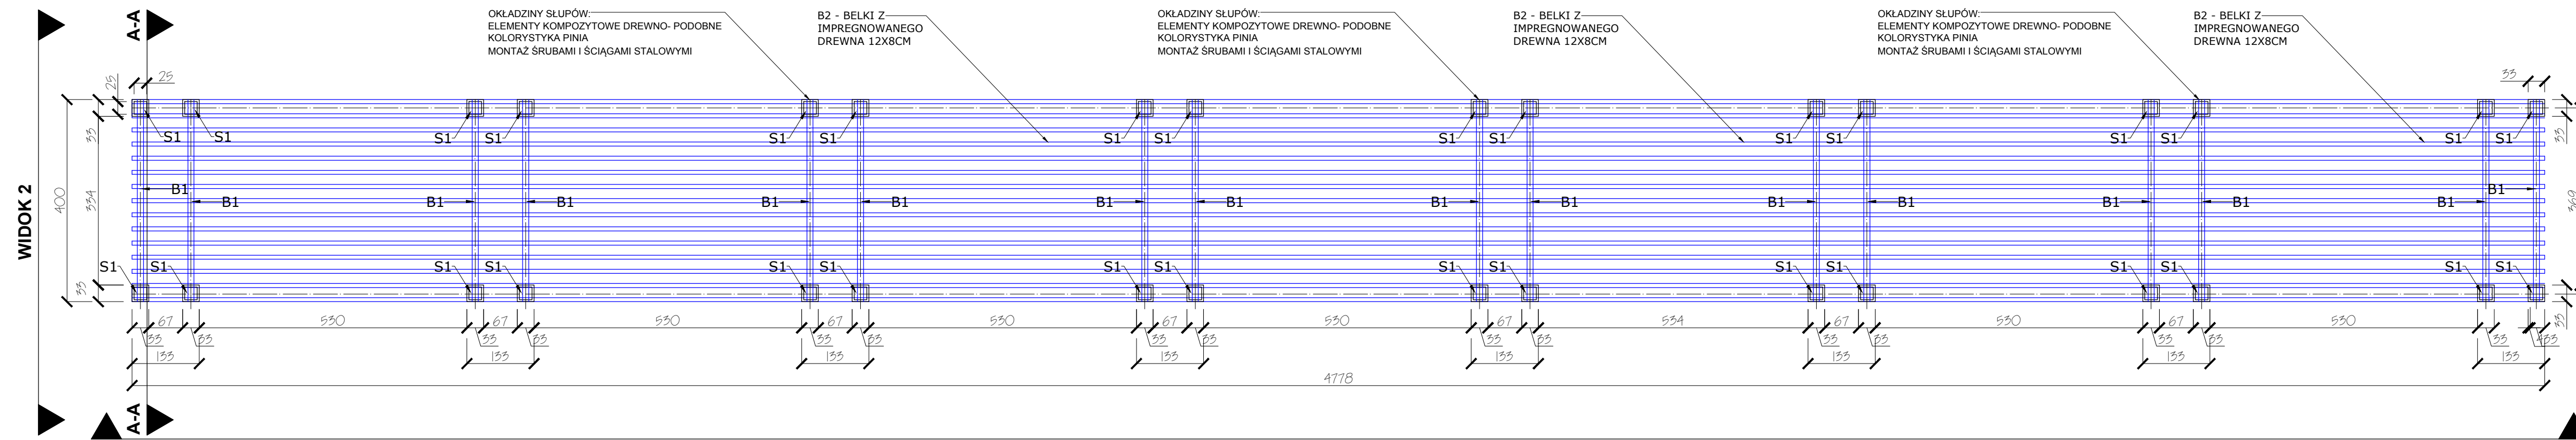 A-A
OKŁADZINY SŁUPÓW:
ELEMENTY KOMPOZYTOWE DREWNO- PODOBNE
KOLORYSTYKA PINIA
MONTAŻ ŚRUBAMI I ŚCIĄGAMI STALOWYMI
B2 - BELKI Z
IMPREGNOWANEGO
DREWNA 12X8CM
OKŁADZINY SŁUPÓW:
ELEMENTY KOMPOZYTOWE DREWNO- PODOBNE
KOLORYSTYKA PINIA
MONTAŻ ŚRUBAMI I ŚCIĄGAMI STALOWYMI
B2 - BELKI Z
IMPREGNOWANEGO
DREWNA 12X8CM
OKŁADZINY SŁUPÓW:
ELEMENTY KOMPOZYTOWE DREWNO- PODOBNE
KOLORYSTYKA PINIA
MONTAŻ ŚRUBAMI I ŚCIĄGAMI STALOWYMI
B2 - BELKI Z
IMPREGNOWANEGO
DREWNA 12X8CM
25 25 33
S1 S1 S1 S1 S1 S1 S1 S1 S1 S1 S1 S1 S1 S1 S1 S1
33 33
WIDOK 2
400
334
369
B1 B1 B1 B1 B1 B1 B1 B1 B1 B1 B1 B1 B1 B1 B1 B1
S1 S1 S1 S1 S1 S1 S1 S1 S1 S1 S1 S1 S1 S1 S1 S1
33 33
67 530 67 530 67 530 67 530 67 534 67 530 67 530
33 33 33 33 33 33 33 33 33 33 33 33 33 33 33
133 133 133 133 133 133 133 133
4778
A-A